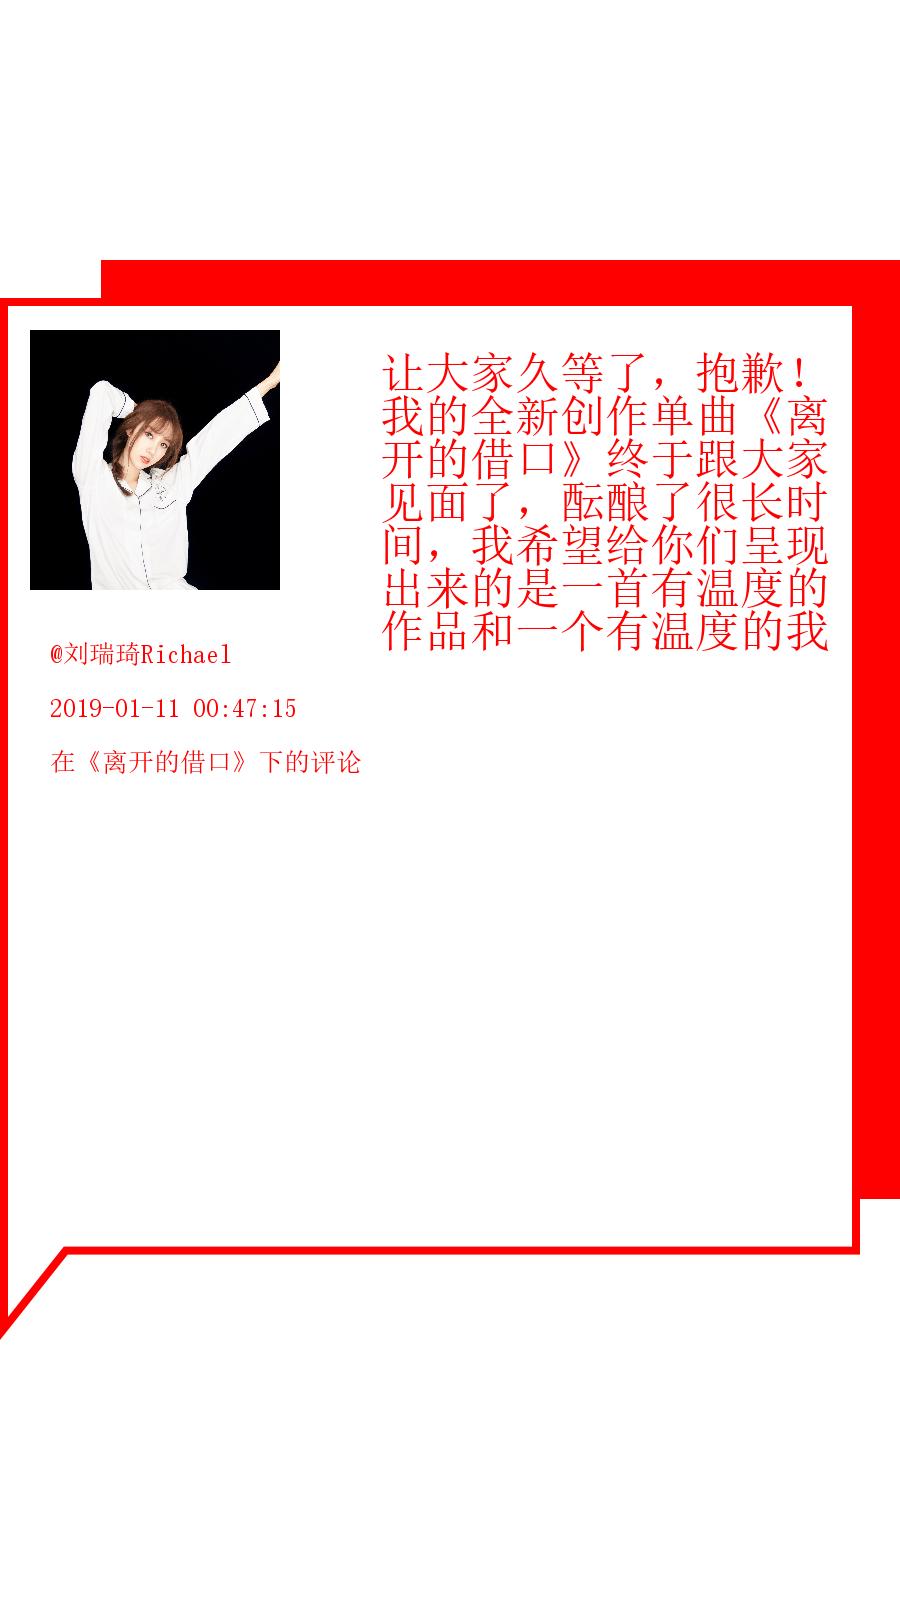 让大家久等了，抱歉！
我的全新创作单曲《离
开的借口》终于跟大家
见面了，酝酿了很长时
间，我希望给你们呈现
出来的是一首有温度的
作品和一个有温度的我
@刘瑞琦Richael
2019-01-11 00:47:15
在《离开的借口》下的评论